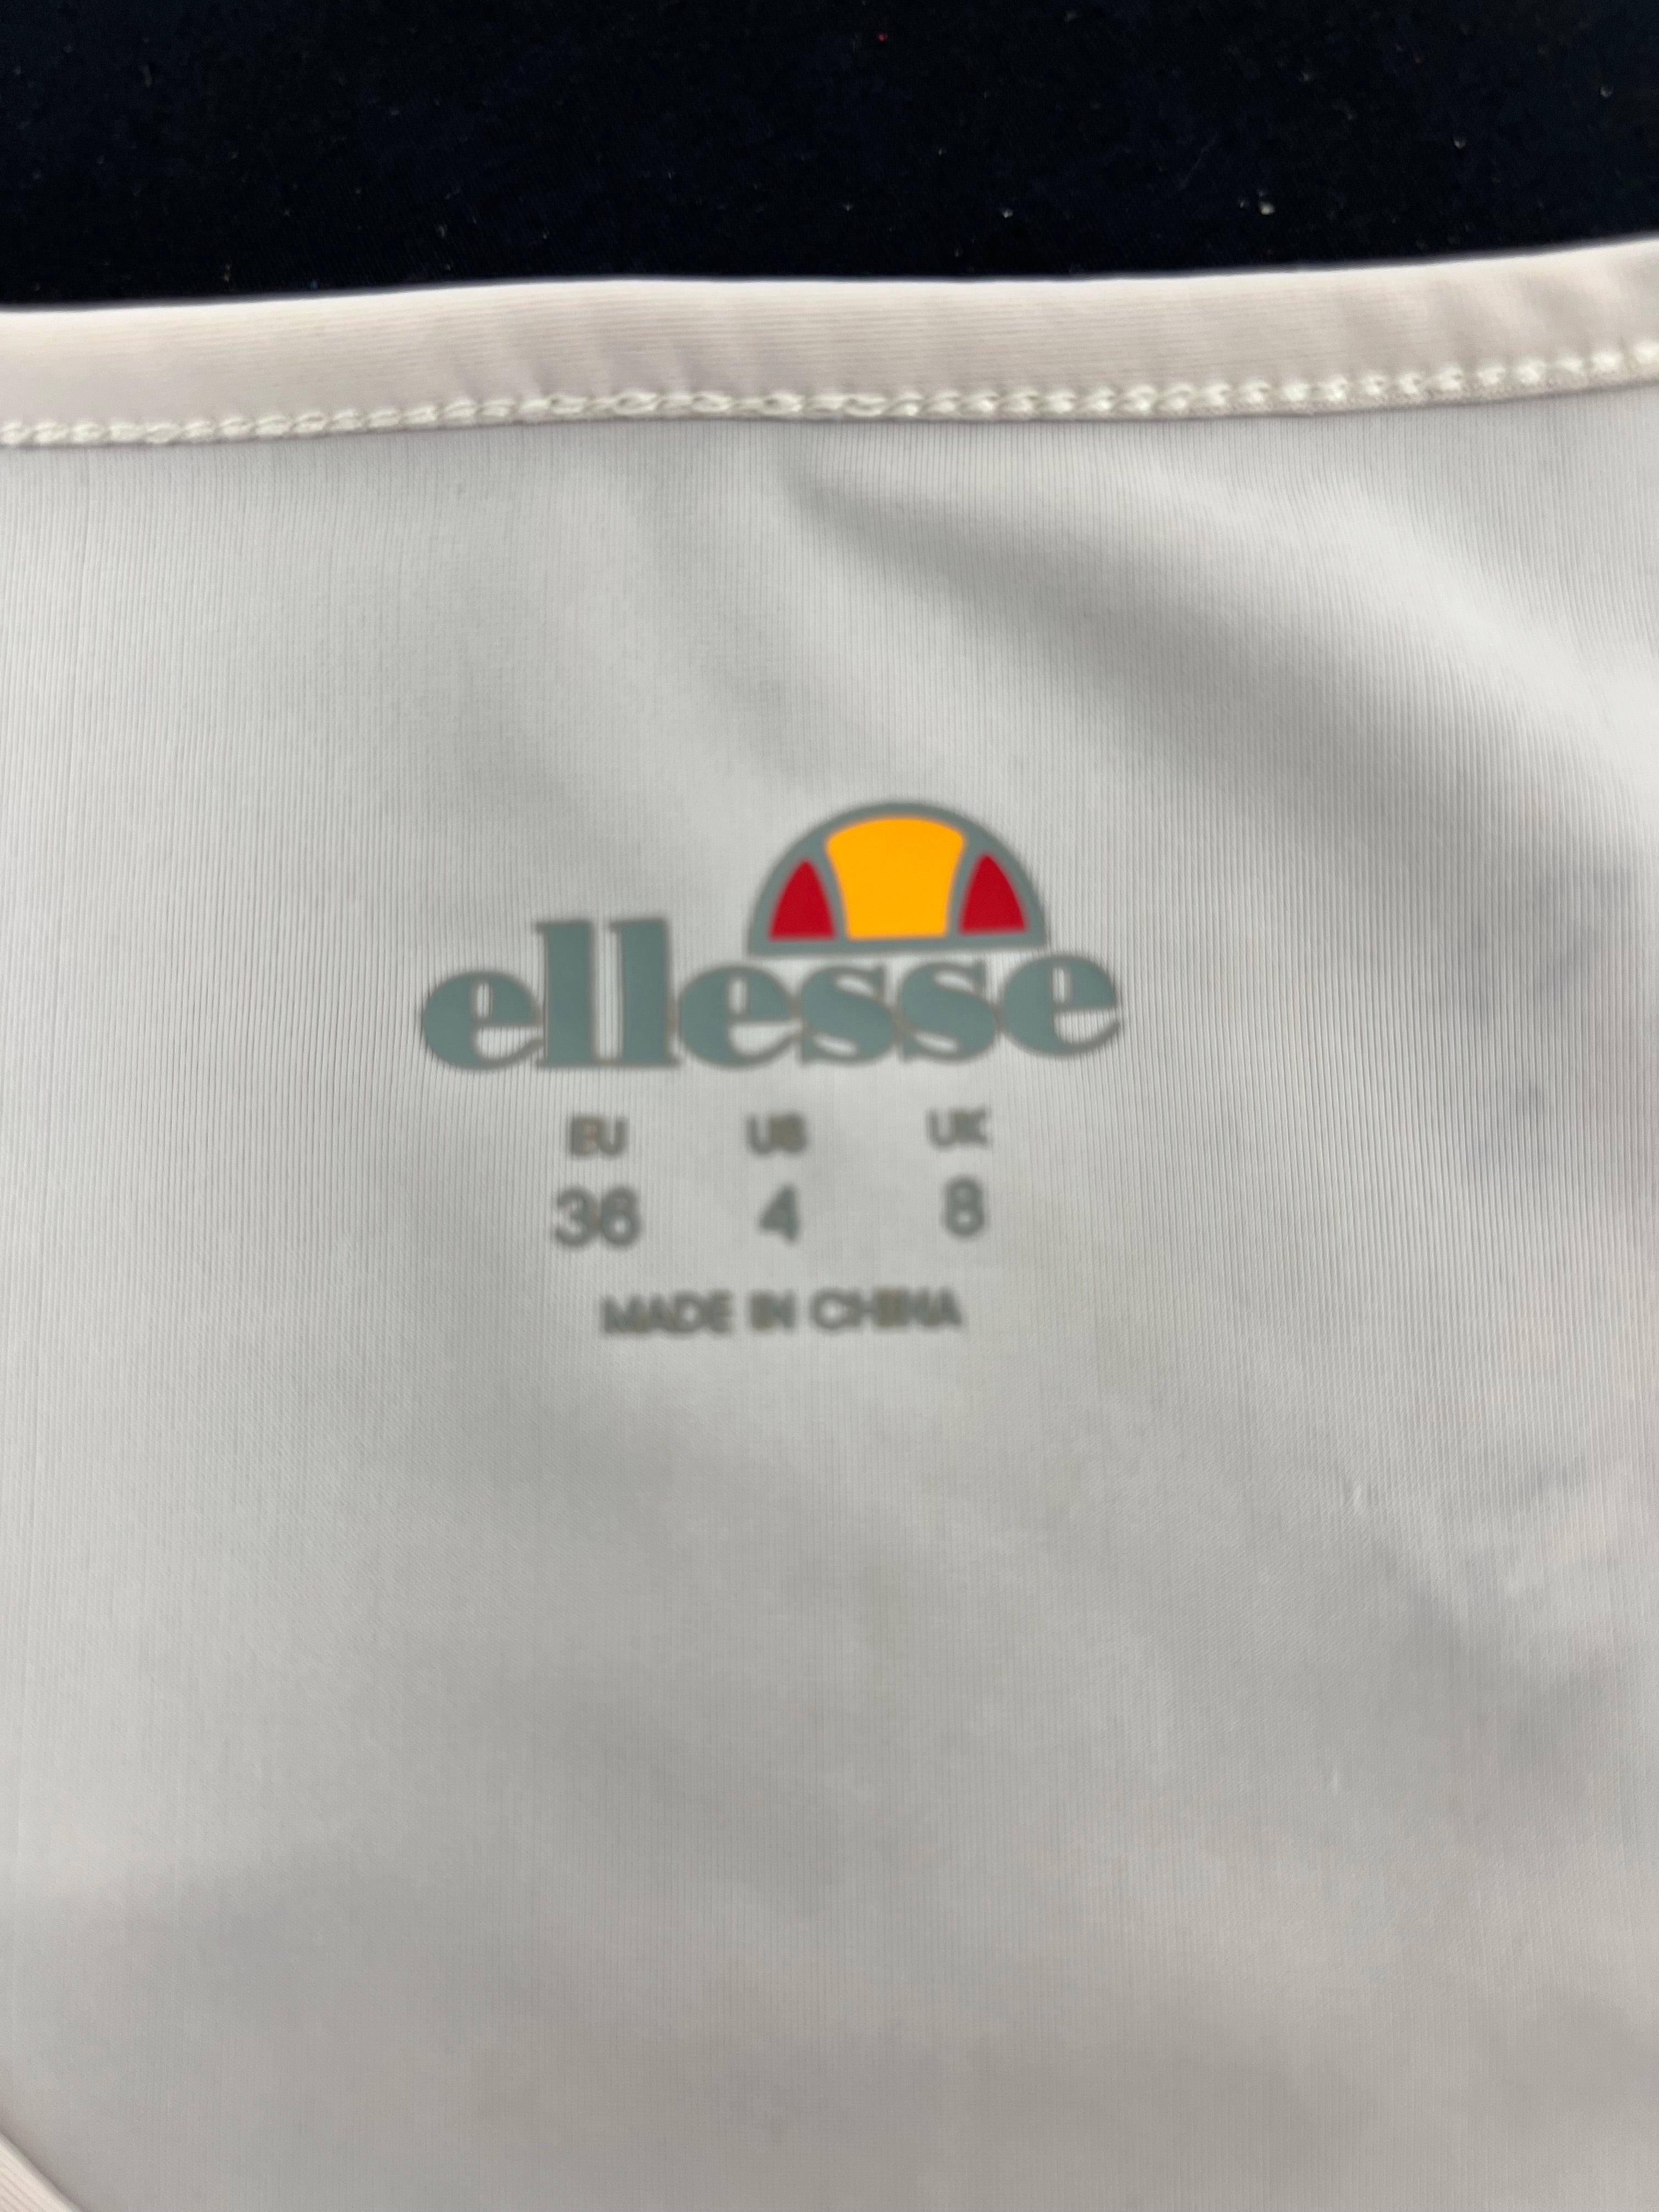 ellesse
EU US UK
36 4 8
MADE IN CHINA